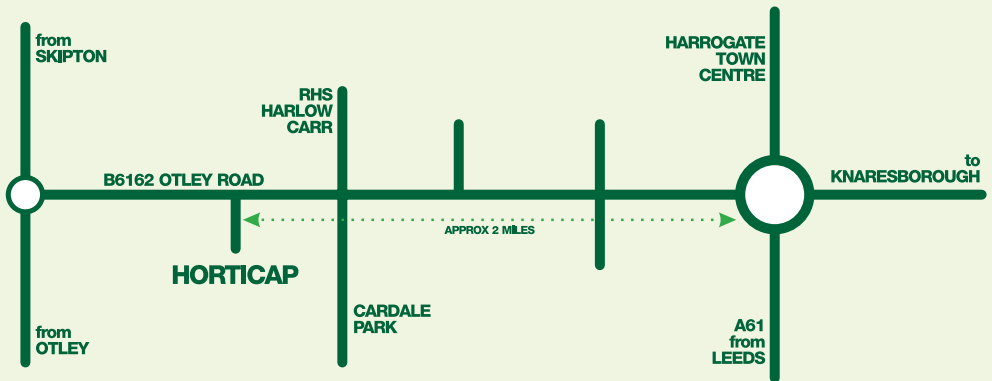 from
SKIPTON
HARROGATE
TOWN
CENTRE
RHS
HARLOW
CARR
B6162 OTLEY ROAD
to
KNARESBOROUGH
APPROX 2 MILES
HORTICAP
CARDALE
PARK
from
OTLEY
A61
from
LEEDS